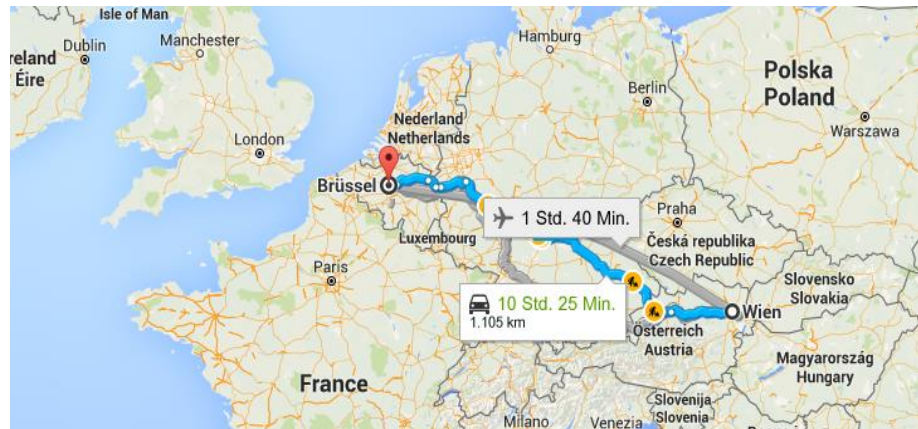 Isle of Man
Dublin
Manchester
reland
Éire
Hamburg
Berlin
Polska
Poland
Warszawa
London
Nederland
Netherlands
Brüssel
1 Std. 40 Min.
Praha
Luxembourg
Česká republika
Czech Republic
Paris
Slovensko
Slovakia
10 Std. 25 Min.
1.105 km
Wien
Österreich
Austria
Magyarország
Hungary
France
Slovenija
Slovenia
Milano
Venezia